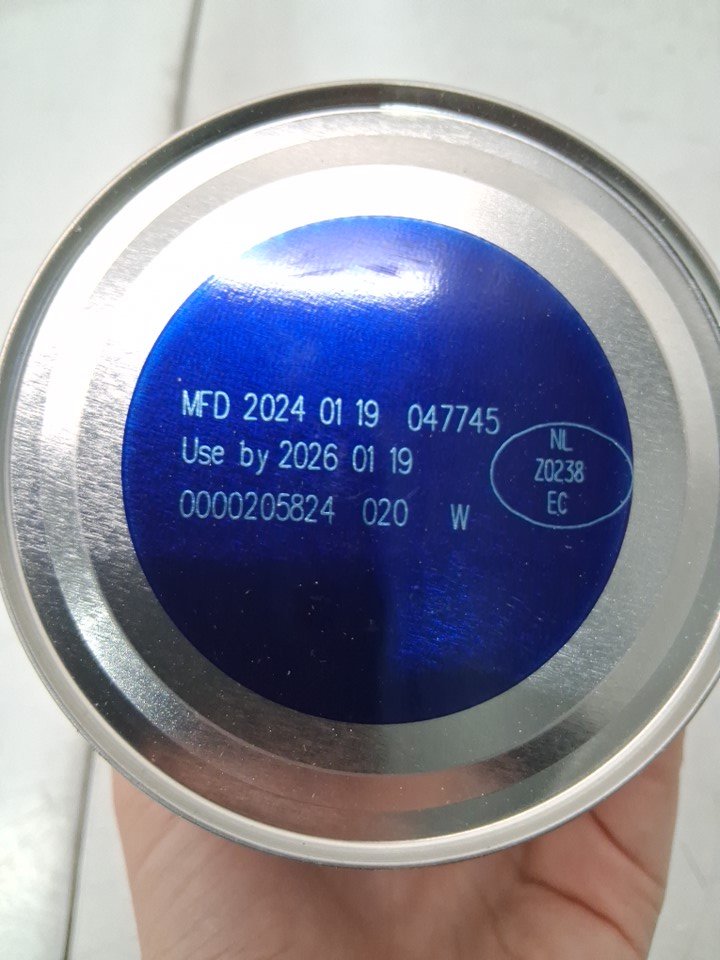 MFD 2024 01 19 047745
Use by 2026 01 19
0000205824 020 W
NL
Z0238
EC